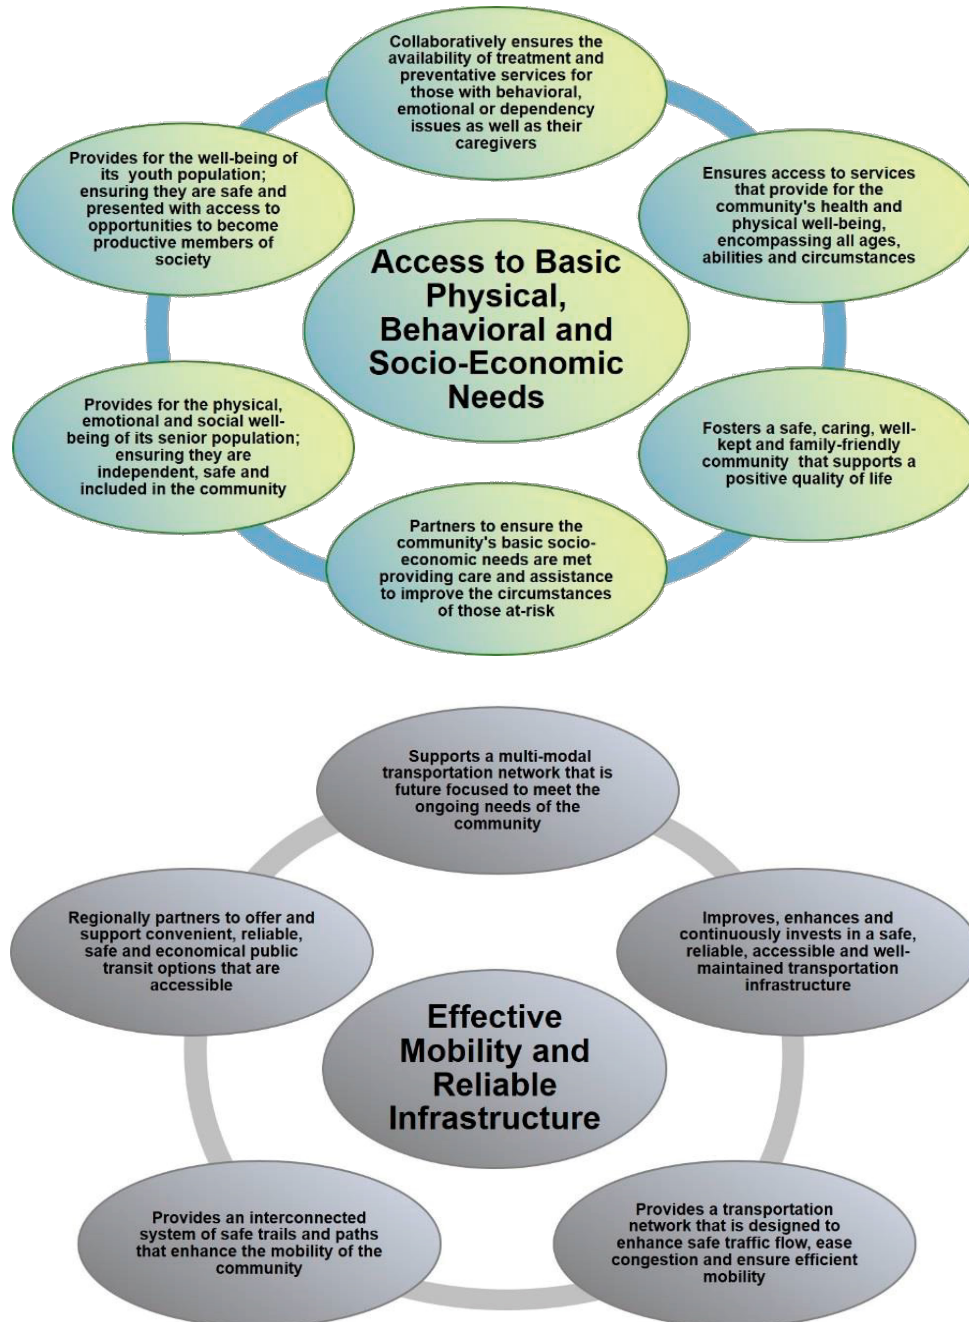 Collaboratively ensures the
availability of treatment and
preventative services for
those with behavioral,
emotional or dependency
issues as well as their
caregivers
Provides for the well-being of
its youth population;
ensuring they are safe and
presented with access to
opportunities to become
productive members of
society
Ensures access to services
that provide for the
community's health and
physical well-being,
encompassing all ages,
abilities and circumstances
Access to Basic
Physical,
Behavioral and
Socio-Economic
Needs
Provides for the physical,
emotional and social well-
being of its senior population;
ensuring they are
independent, safe and
included in the community
Fosters a safe, caring, well-
kept and family-friendly
community that supports a
positive quality of life
Partners to ensure the
community's basic socio-
economic needs are met
providing care and assistance
to improve the circumstances
of those at-risk
Supports a multi-modal
transportation network that is
future focused to meet the
ongoing needs of the
community
Regionally partners to offer and
support convenient, reliable,
safe and economical public
transit options that are
accessible
Improves, enhances and
continuously invests in a safe,
reliable, accessible and well-
maintained transportation
infrastructure
Effective
Mobility and
Reliable
Infrastructure
Provides an interconnected
system of safe trails and paths
that enhance the mobility of the
community
Provides a transportation
network that is designed to
enhance safe traffic flow, ease
congestion and ensure efficient
mobility